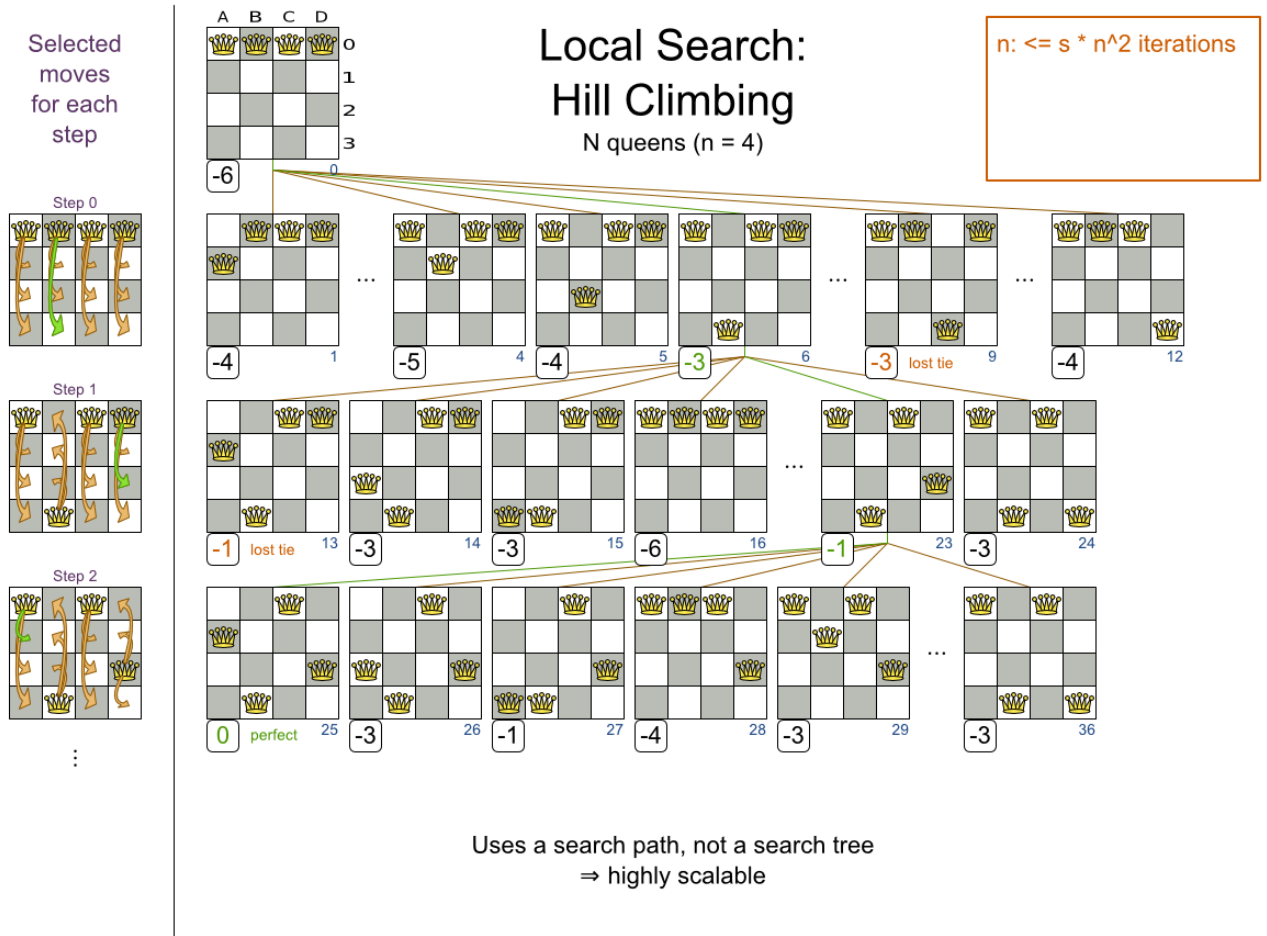 Selected
moves
for each
step
A B C D
0
1
2
3
-6
0
Local Search:
Hill Climbing
N queens (n = 4)
n: <= s * n^2 iterations
Step 0
...
...
...
-4
1
-5
4
-4
5
-3
6
-3
lost tie
9
-4
12
Step 1
...
-1
lost tie
13
-3
14
-3
15
-6
16
-1
23
-3
24
Step 2
...
0
perfect
25
-3
26
-1
27
-4
28
-3
29
-3
36
⋮
Uses a search path, not a search tree
⇒ highly scalable